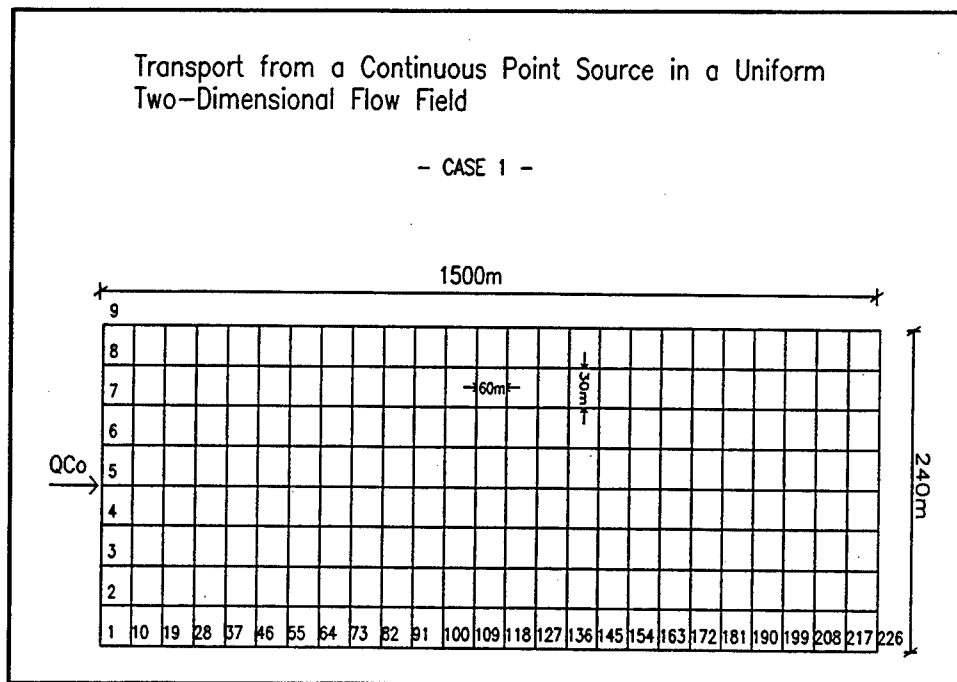 Transport from a Continuous Point Source in a Uniform
Two-Dimensional Flow Field
- CASE 1 -
1500m
9
8
7
60m
30m
6
QCo
5
240m
4
3
2
1 10 19 28 37 46 55 64 73 82 91 100 109 118 127 136 145 154 163 172 181 190 199 208 217 226